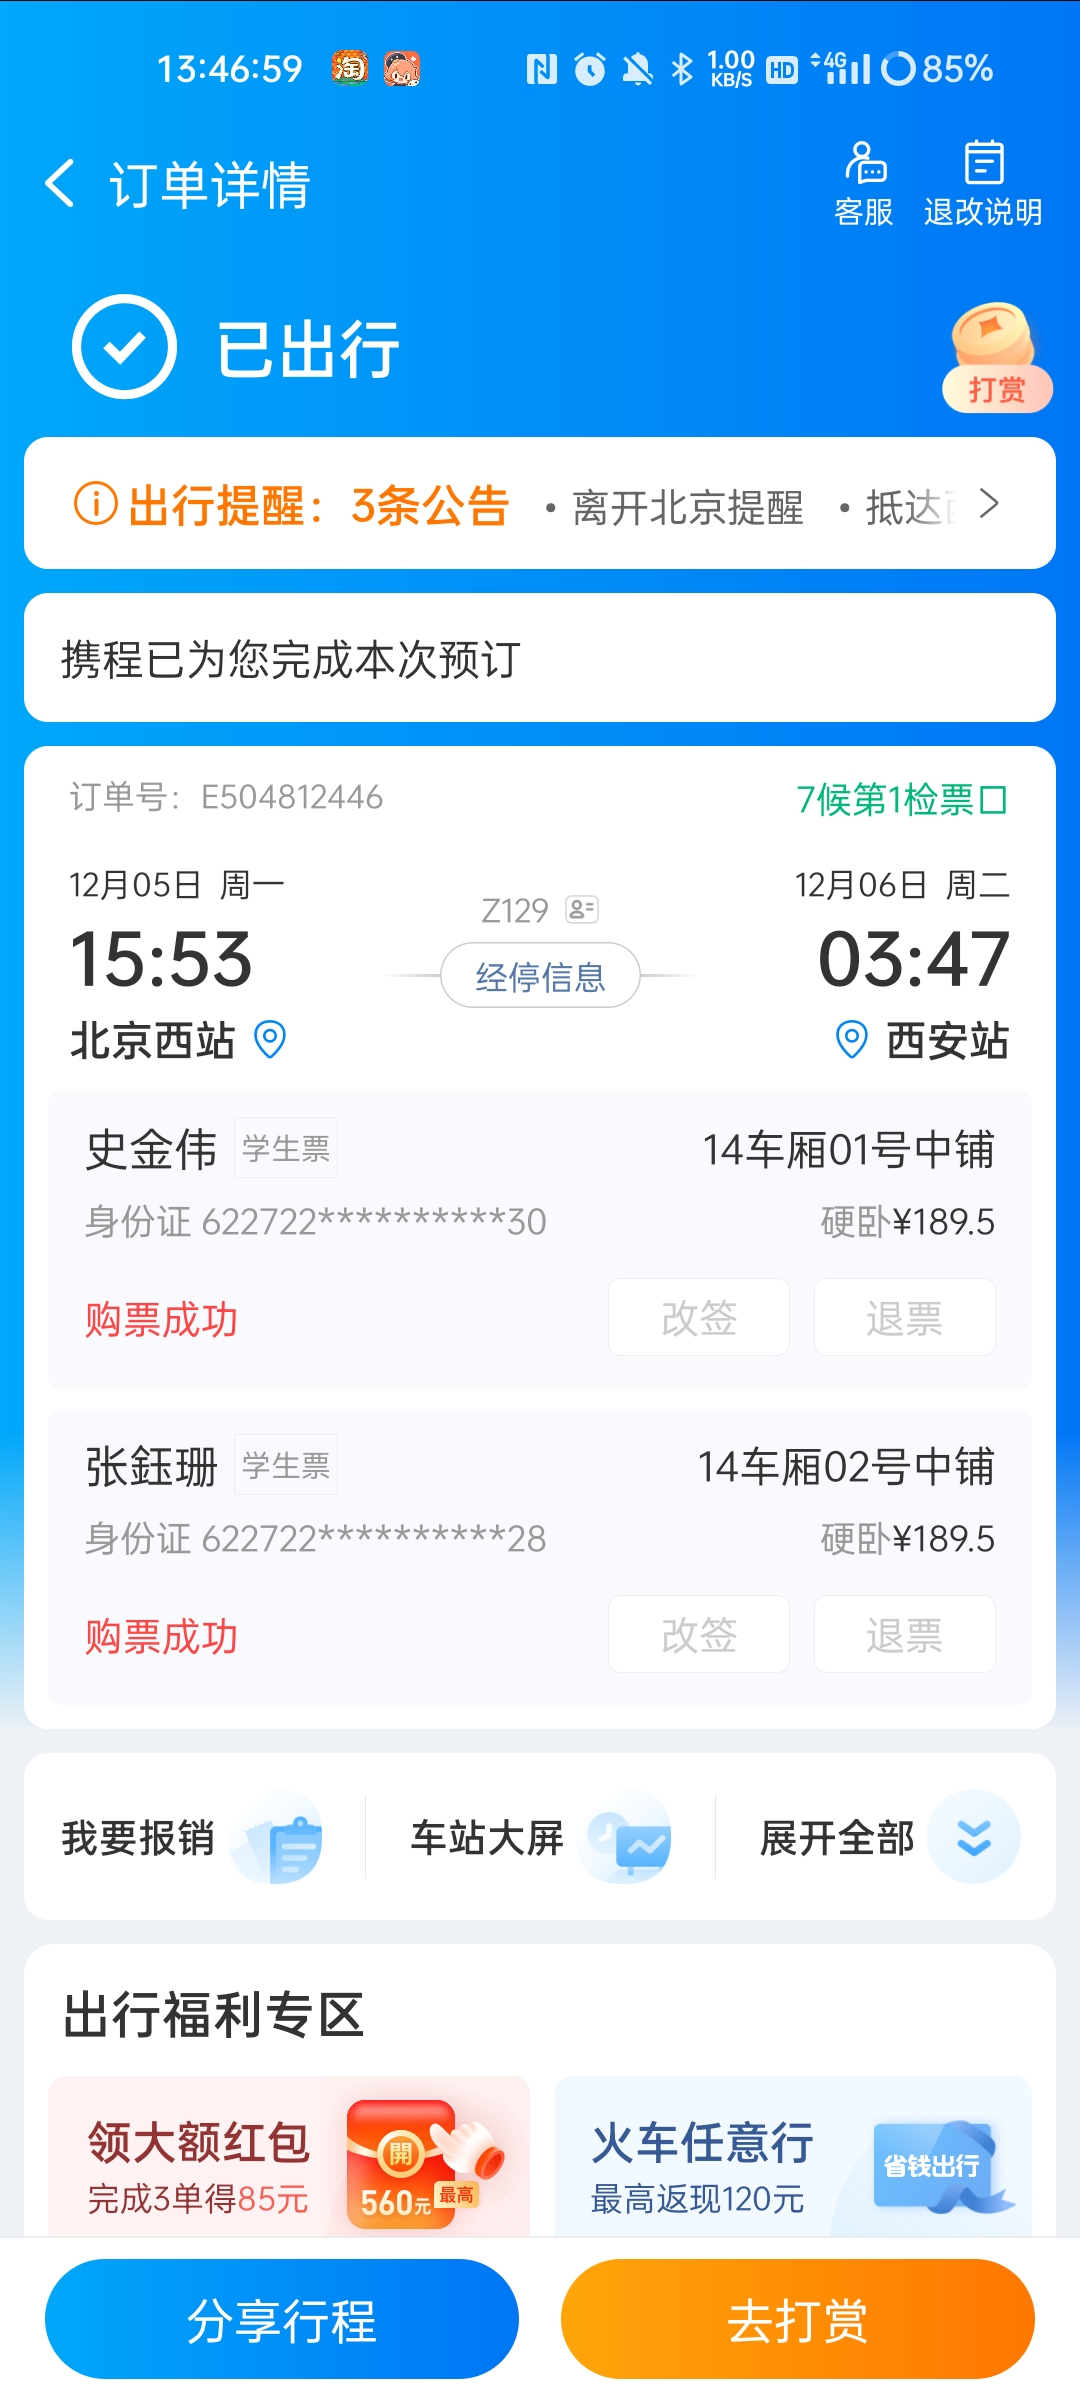 13:46:59 淘 1.00 KB/S HD 4G 85%
订单详情
客服 退改说明
已出行
打赏
出行提醒：3条公告 · 离开北京提醒 · 抵达
携程已为您完成本次预订
订单号：E504812446 7候第1检票口
12月05日 周一 12月06日 周二
Z129
15:53 03:47
经停信息
北京西站 西安站
史金伟 学生票 14车厢01号中铺
身份证 622722**********30 硬卧¥189.5
购票成功 改签 退票
张鈺珊 学生票 14车厢02号中铺
身份证 622722**********28 硬卧¥189.5
购票成功 改签 退票
我要报销 车站大屏 展开全部
出行福利专区
领大额红包
完成3单得85元
開
560元
最高
火车任意行
最高返现120元
省钱出行
分享行程 去打赏